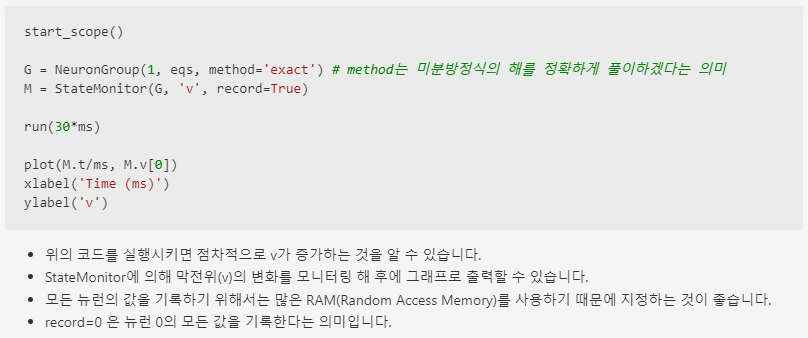 start_scope()
G = NeuronGroup(1, eqs, method='exact') # method는 미분방정식의 해를 정확하게 풀이하겠다는 의미
M = StateMonitor(G, 'v', record=True)
run(30*ms)
plot(M.t/ms, M.v[0])
xlabel('Time (ms)')
ylabel('v')
• 위의 코드를 실행시키면 점차적으로 v가 증가하는 것을 알 수 있습니다.
• StateMonitor에 의해 막전위(v)의 변화를 모니터링 해 후에 그래프로 출력할 수 있습니다.
• 모든 뉴런의 값을 기록하기 위해서는 많은 RAM(Random Access Memory)를 사용하기 때문에 지정하는 것이 좋습니다.
• record=0 은 뉴런 0의 모든 값을 기록한다는 의미입니다.